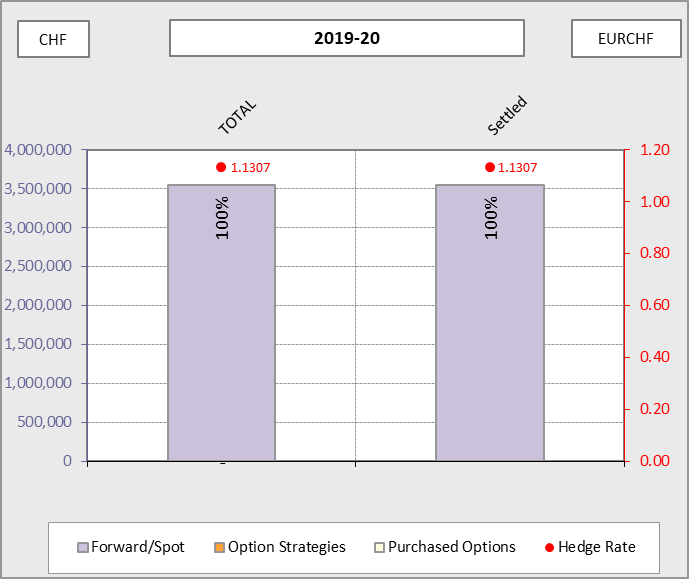 CHF 2019-20 EURCHF
TOTAL Settled
4,000,000 1.20
1.1307 1.1307
3,500,000 1.00
100% 100%
3,000,000 0.80
2,500,000
2,000,000 0.60
1,500,000 0.40
1,000,000
500,000 0.20
0 - 0.00
Forward/Spot Option Strategies Purchased Options Hedge Rate